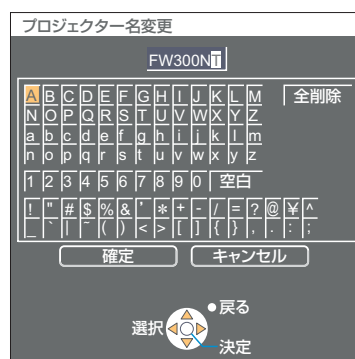 プロジェクター名変更
FW300NT
A B C D E F G H I J K L M 全削除
N O P Q R S T U V W X Y Z
a b c d e f g h i j k l m
n o p q r s t u v w x y z
1 2 3 4 5 6 7 8 9 0 空白
! " # $ % & ' * + - / = ? @ ¥ ^
_ ` | ~ ( ) < > [ ] { } , . : ;
確定 キャンセル
●戻る
選択
決定